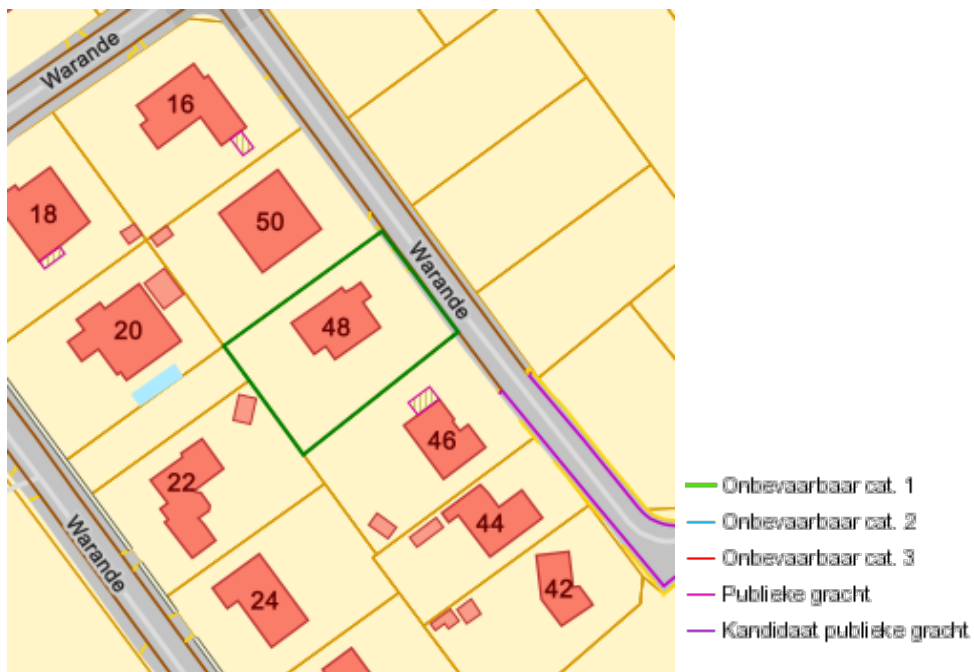 Warande
16
18
50
Warande
48
20
46
22
Onbevaarbaar cat. 1
44
Onbevaarbaar cat. 2
Warande
Onbevaarbaar cat. 3
42
24
Publieke gracht
Kandidaat publieke gracht